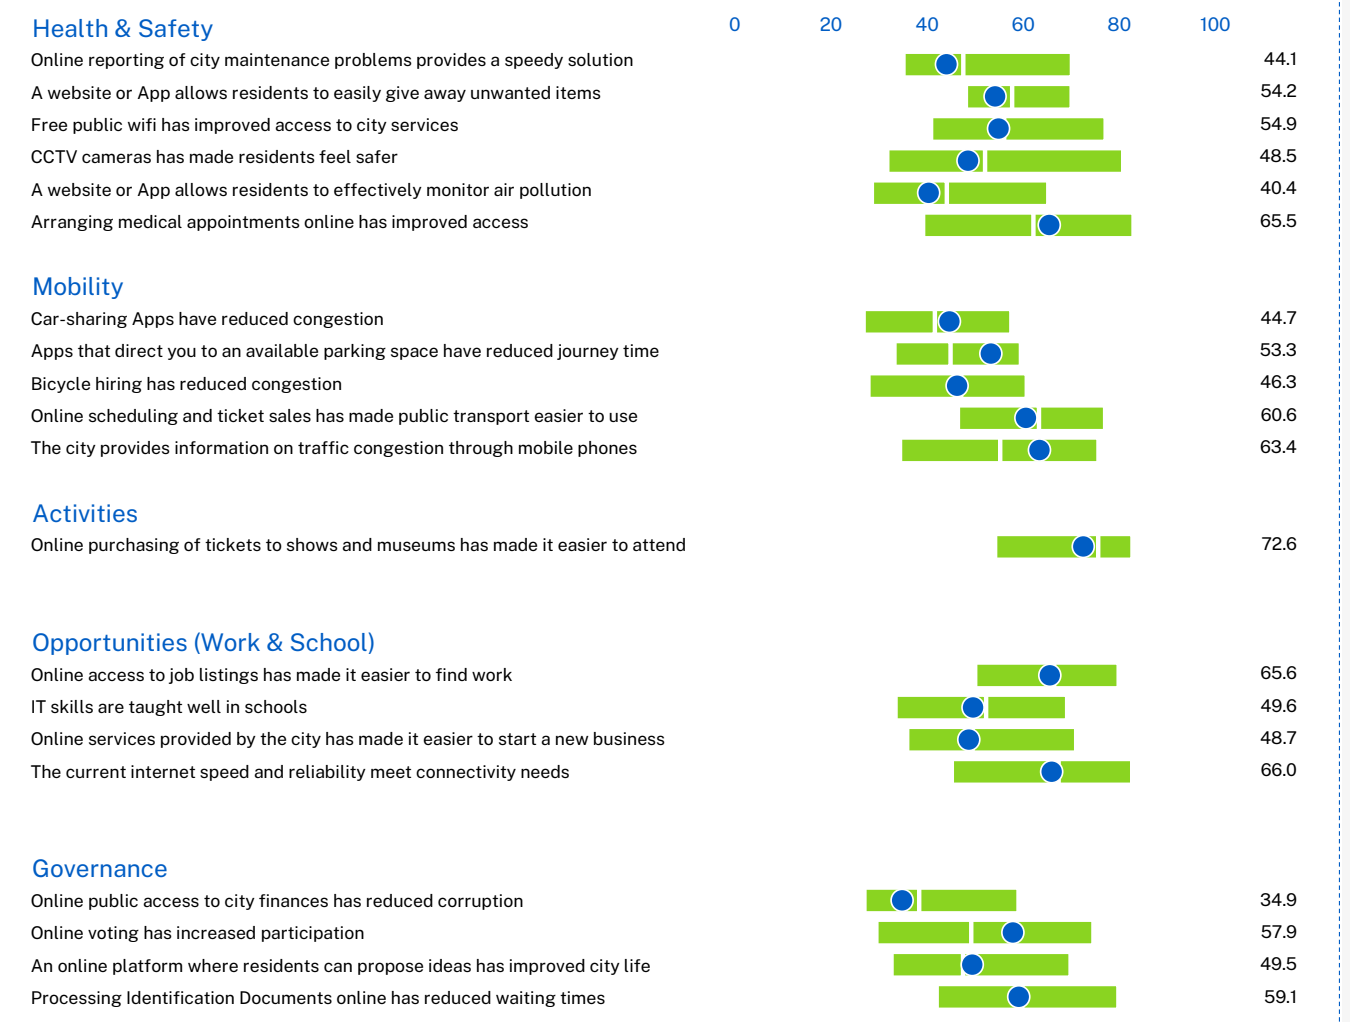 Health & Safety 0 20 40 60 80 100
Online reporting of city maintenance problems provides a speedy solution 44.1
A website or App allows residents to easily give away unwanted items 54.2
Free public wifi has improved access to city services 54.9
CCTV cameras has made residents feel safer 48.5
A website or App allows residents to effectively monitor air pollution 40.4
Arranging medical appointments online has improved access 65.5
Mobility
Car-sharing Apps have reduced congestion 44.7
Apps that direct you to an available parking space have reduced journey time 53.3
Bicycle hiring has reduced congestion 46.3
Online scheduling and ticket sales has made public transport easier to use 60.6
The city provides information on traffic congestion through mobile phones 63.4
Activities
Online purchasing of tickets to shows and museums has made it easier to attend 72.6
Opportunities (Work & School)
Online access to job listings has made it easier to find work 65.6
IT skills are taught well in schools 49.6
Online services provided by the city has made it easier to start a new business 48.7
The current internet speed and reliability meet connectivity needs 66.0
Governance
Online public access to city finances has reduced corruption 34.9
Online voting has increased participation 57.9
An online platform where residents can propose ideas has improved city life 49.5
Processing Identification Documents online has reduced waiting times 59.1